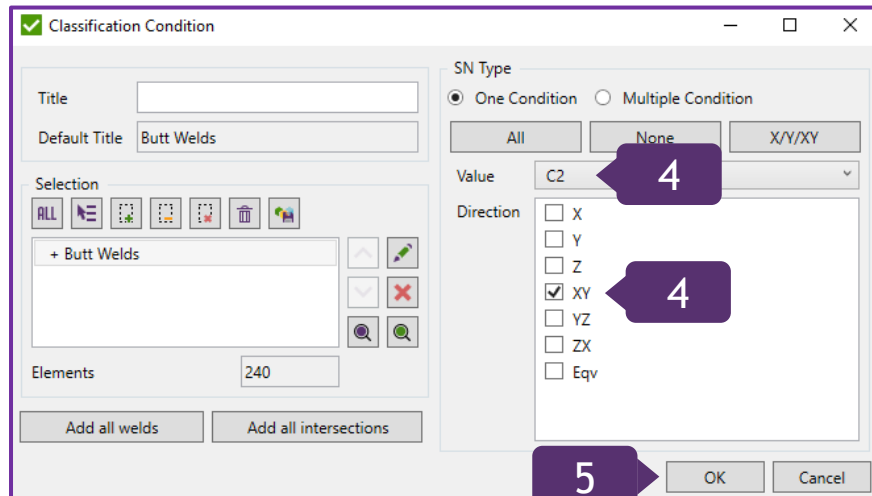 Classification Condition
Title
Default Title Butt Welds
Selection
ALL
+ Butt Welds
Elements 240
Add all welds Add all intersections
SN Type
One Condition Multiple Condition
All None X/Y/XY
Value C2 4
Direction X
Y
Z
XY 4
YZ
ZX
Eqv
5 OK Cancel